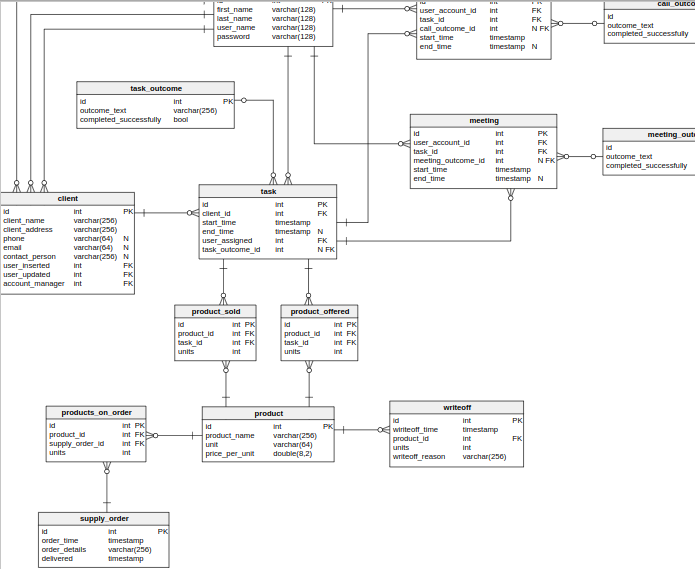 first_name varchar(128)
last_name varchar(128)
user_name varchar(128)
password varchar(128)
id int FK
user_account_id int FK
task_id int FK
call_outcome_id int N FK
start_time timestamp
end_time timestamp N
call_outco
id
outcome_text
completed_successfully
task_outcome
id int PK
outcome_text varchar(256)
completed_successfully bool
meeting
id int PK
user_account_id int FK
task_id int FK
meeting_outcome_id int N FK
start_time timestamp
end_time timestamp N
meeting_outc
id
outcome_text
completed_successfully
client
id int PK
client_name varchar(256)
client_address varchar(256)
phone varchar(64) N
email varchar(64) N
contact_person varchar(256) N
user_inserted int FK
user_updated int FK
account_manager int FK
task
id int PK
client_id int FK
start_time timestamp
end_time timestamp N
user_assigned int FK
task_outcome_id int N FK
product_sold
id int PK
product_id int FK
task_id int FK
units int
product_offered
id int PK
product_id int FK
task_id int FK
units int
products_on_order
id int PK
product_id int FK
supply_order_id int FK
units int
product
id int PK
product_name varchar(256)
unit varchar(64)
price_per_unit double(8,2)
writeoff
id int PK
wiriteoff_time timestamp
product_id int FK
units int
writeoff_reason varchar(256)
supply_order
id int PK
order_time timestamp
order_details varchar(256)
delivered timestamp